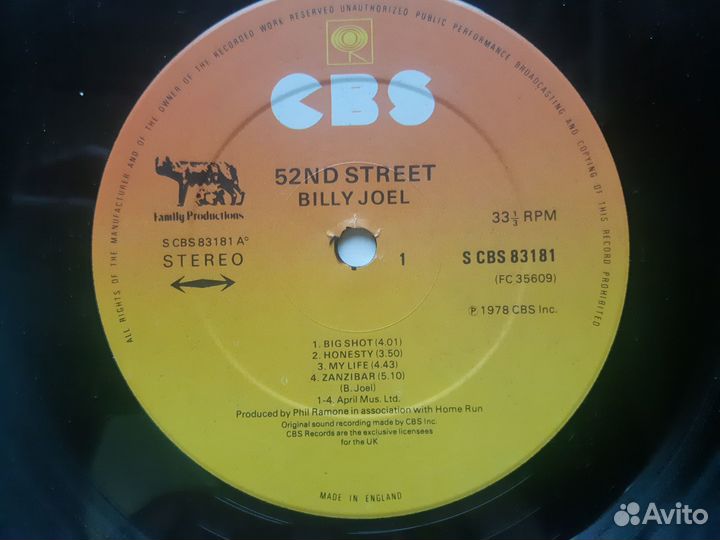 ALL RIGHTS OF THE MANUFACTURER AND OF THE OWNER OF THE RECORDED WORK RESERVED UNAUTHORIZED PUBLIC PERFORMANCE BROADCASTING AND COPYING OF THIS RECORD PROHIBITED
CBS
52ND STREET
BILLY JOEL
Family Productions
33⅓ RPM
S CBS 83181 A°
STEREO
1
S CBS 83181
(FC 35609)
℗ 1978 CBS Inc.
1. BIG SHOT (4.01)
2. HONESTY (3.50)
3. MY LIFE (4.43)
4. ZANZIBAR (5.10)
(B. Joel)
1-4. April Mus. Ltd.
Produced by Phil Ramone in association with Home Run
Original sound recording made by CBS Inc.
CBS Records are the exclusive licensees
for the UK
MADE IN ENGLAND
Avito